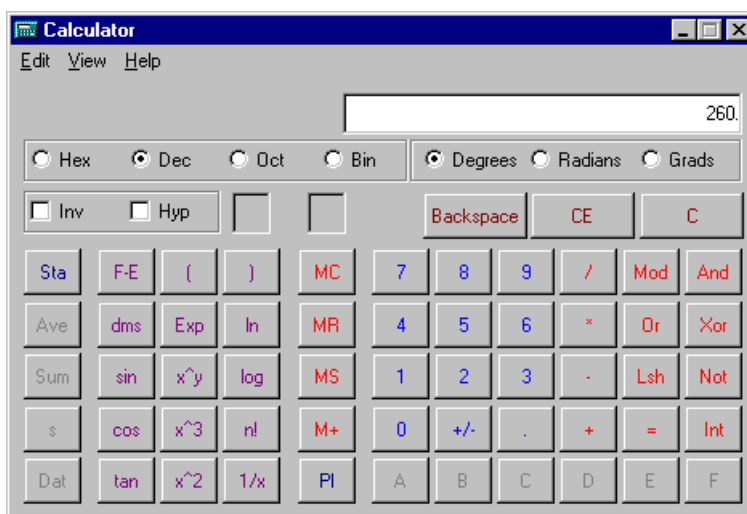 Calculator
Edit View Help
260.
Hex Dec Oct Bin Degrees Radians Grads
Inv Hyp Backspace CE C
Sta F-E ( ) MC 7 8 9 / Mod And
Ave dms Exp ln MR 4 5 6 * Or Xor
Sum sin x^y log MS 1 2 3 - Lsh Not
s cos x^3 n! M+ 0 +/- . + = Int
Dat tan x^2 1/x PI A B C D E F